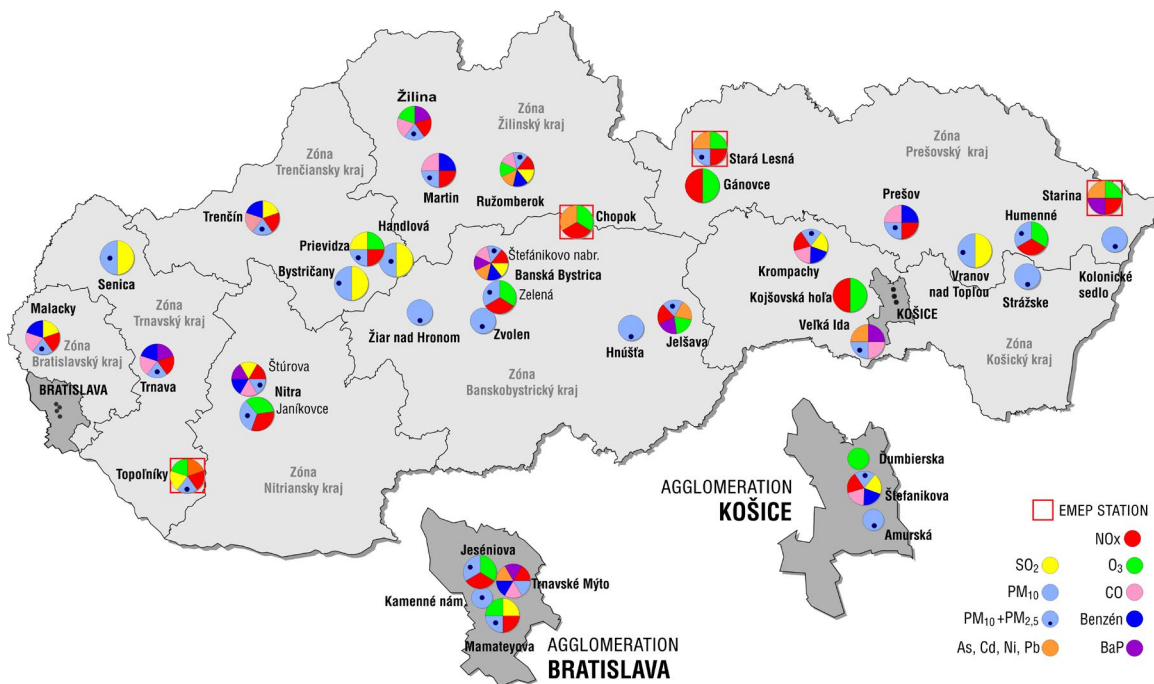 Žilina
Zóna
Žilinský kraj
Zóna
Trenčiansky kraj
Martin
Ružomberok
Trenčín
Handlová
Prievidza
Bystričany
Chopok
Stará Lesná
Gánovce
Zóna
Prešovský kraj
Prešov
Starina
Humenné
Kolonické
sedlo
Vranov
nad Topľou
Strážske
Krompachy
Kojšovská hoľa
KOŠICE
Veľká Ida
Zóna
Košický kraj
Senica
Malacky
Zóna
Trnavský kraj
Zóna
Bratislavský kraj
BRATISLAVA
Trnava
Štúrova
Nitra
Janíkovce
Topoľníky
Zóna
Nitriansky kraj
Štefánikovo nabr.
Banská Bystrica
Zelená
Žiar nad Hronom
Zvolen
Hnúšťa
Jelšava
Zóna
Banskobystrický kraj
Jeséniova
Trnavské Mýto
Kamenné nám.
Mamateyova
AGGLOMERATION
BRATISLAVA
AGGLOMERATION
KOŠICE
Ďumbierska
Štefanikova
Amurská
EMEP STATION
NOx
SO2
O3
PM10
CO
PM10+PM2,5
Benzén
As, Cd, Ni, Pb
BaP